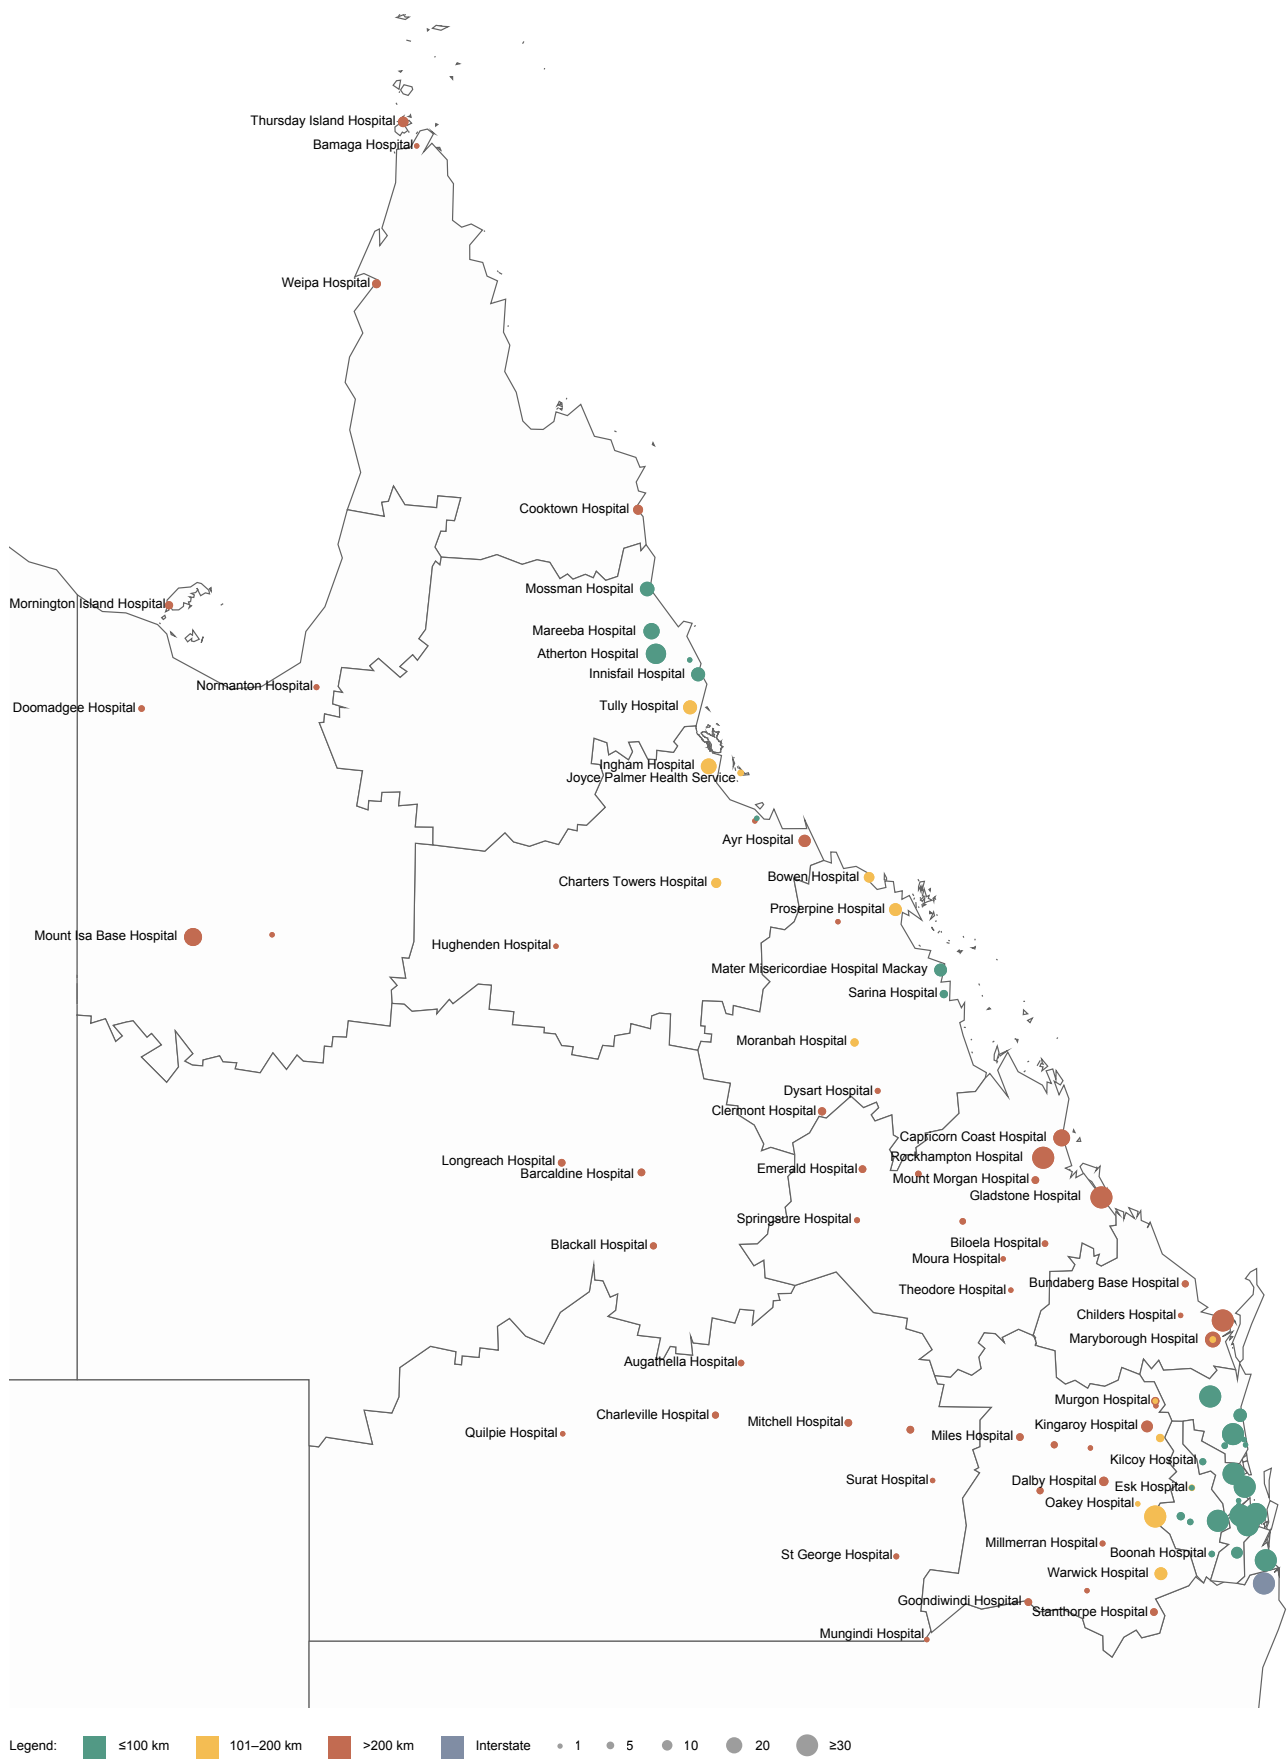 Thursday Island Hospital
Bamaga Hospital
Weipa Hospital
Cooktown Hospital
Mossman Hospital
Mornington Island Hospital
Mareeba Hospital
Atherton Hospital
Innisfail Hospital
Normanton Hospital
Doomadgee Hospital
Tully Hospital
Ingham Hospital
Joyce Palmer Health Service
Ayr Hospital
Bowen Hospital
Charters Towers Hospital
Proserpine Hospital
Mount Isa Base Hospital
Hughenden Hospital
Mater Misericordiae Hospital Mackay
Sarina Hospital
Moranbah Hospital
Dysart Hospital
Clermont Hospital
Capricorn Coast Hospital
Rockhampton Hospital
Longreach Hospital
Emerald Hospital
Barcaldine Hospital
Mount Morgan Hospital
Gladstone Hospital
Springsure Hospital
Biloela Hospital
Blackall Hospital
Moura Hospital
Bundaberg Base Hospital
Theodore Hospital
Childers Hospital
Maryborough Hospital
Augathella Hospital
Murgon Hospital
Charleville Hospital
Mitchell Hospital
Kingaroy Hospital
Quilpie Hospital
Miles Hospital
Kilcoy Hospital
Surat Hospital
Dalby Hospital
Esk Hospital
Oakey Hospital
Millmerran Hospital
Boonah Hospital
St George Hospital
Warwick Hospital
Goondiwindi Hospital
Stanthorpe Hospital
Mungindi Hospital
Legend: ≤100 km 101–200 km >200 km Interstate 1 5 10 20 ≥30